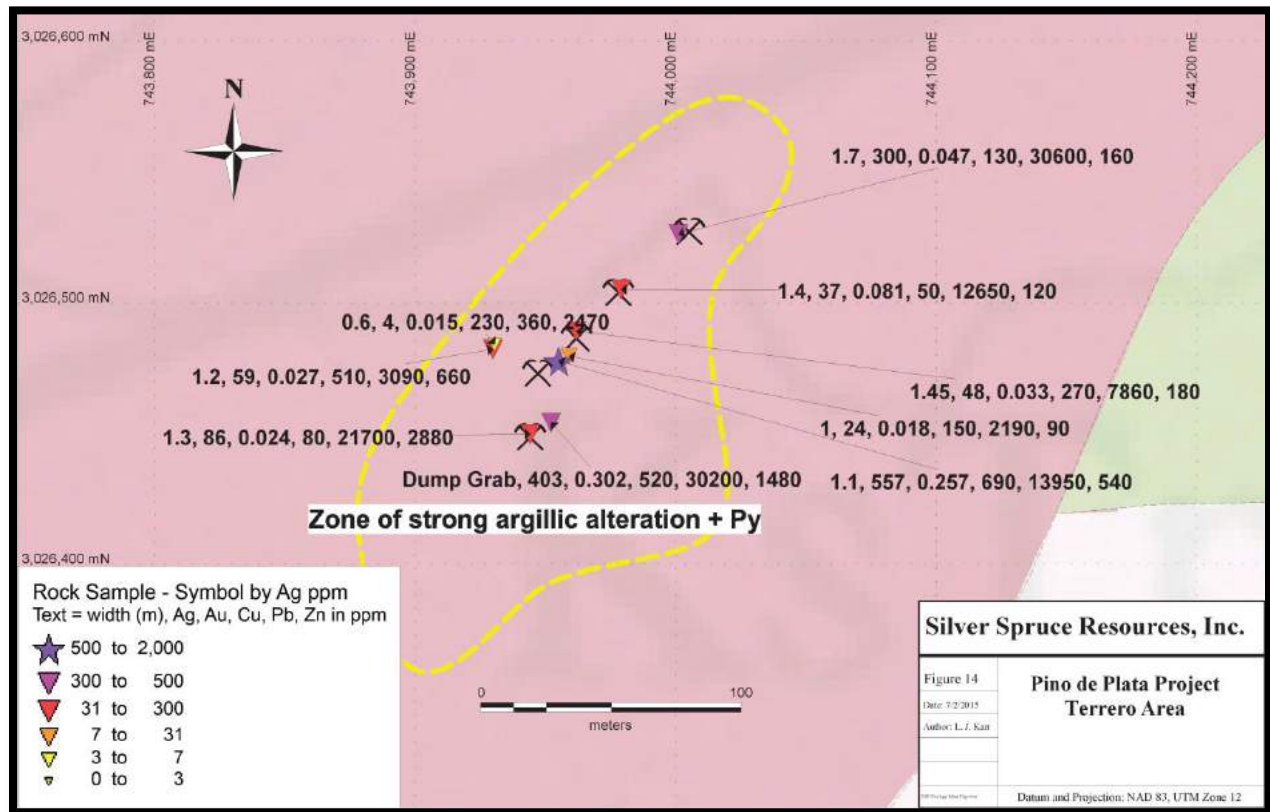 3,026,600 mN
743,800 mE
743,900 mE
744,000 mE
744,100 mE
744,200 mE
N
1.7, 300, 0.047, 130, 30600, 160
3,026,500 mN
1.4, 37, 0.081, 50, 12650, 120
0.6, 4, 0.015, 230, 360, 2470
1.2, 59, 0.027, 510, 3090, 660
1.45, 48, 0.033, 270, 7860, 180
1, 24, 0.018, 150, 2190, 90
1.3, 86, 0.024, 80, 21700, 2880
Dump Grab, 403, 0.302, 520, 30200, 1480
1.1, 557, 0.257, 690, 13950, 540
Zone of strong argillic alteration + Py
3,026,400 mN
Rock Sample - Symbol by Ag ppm
Text = width (m), Ag, Au, Cu, Pb, Zn in ppm
500 to 2,000
300 to 500
31 to 300
7 to 31
3 to 7
0 to 3
0 100
meters
Silver Spruce Resources, Inc.
Figure 14
Date: 7/2/2015
Author: L. J. Karr
Pino de Plata Project
Terrero Area
Datum and Projection: NAD 83, UTM Zone 12